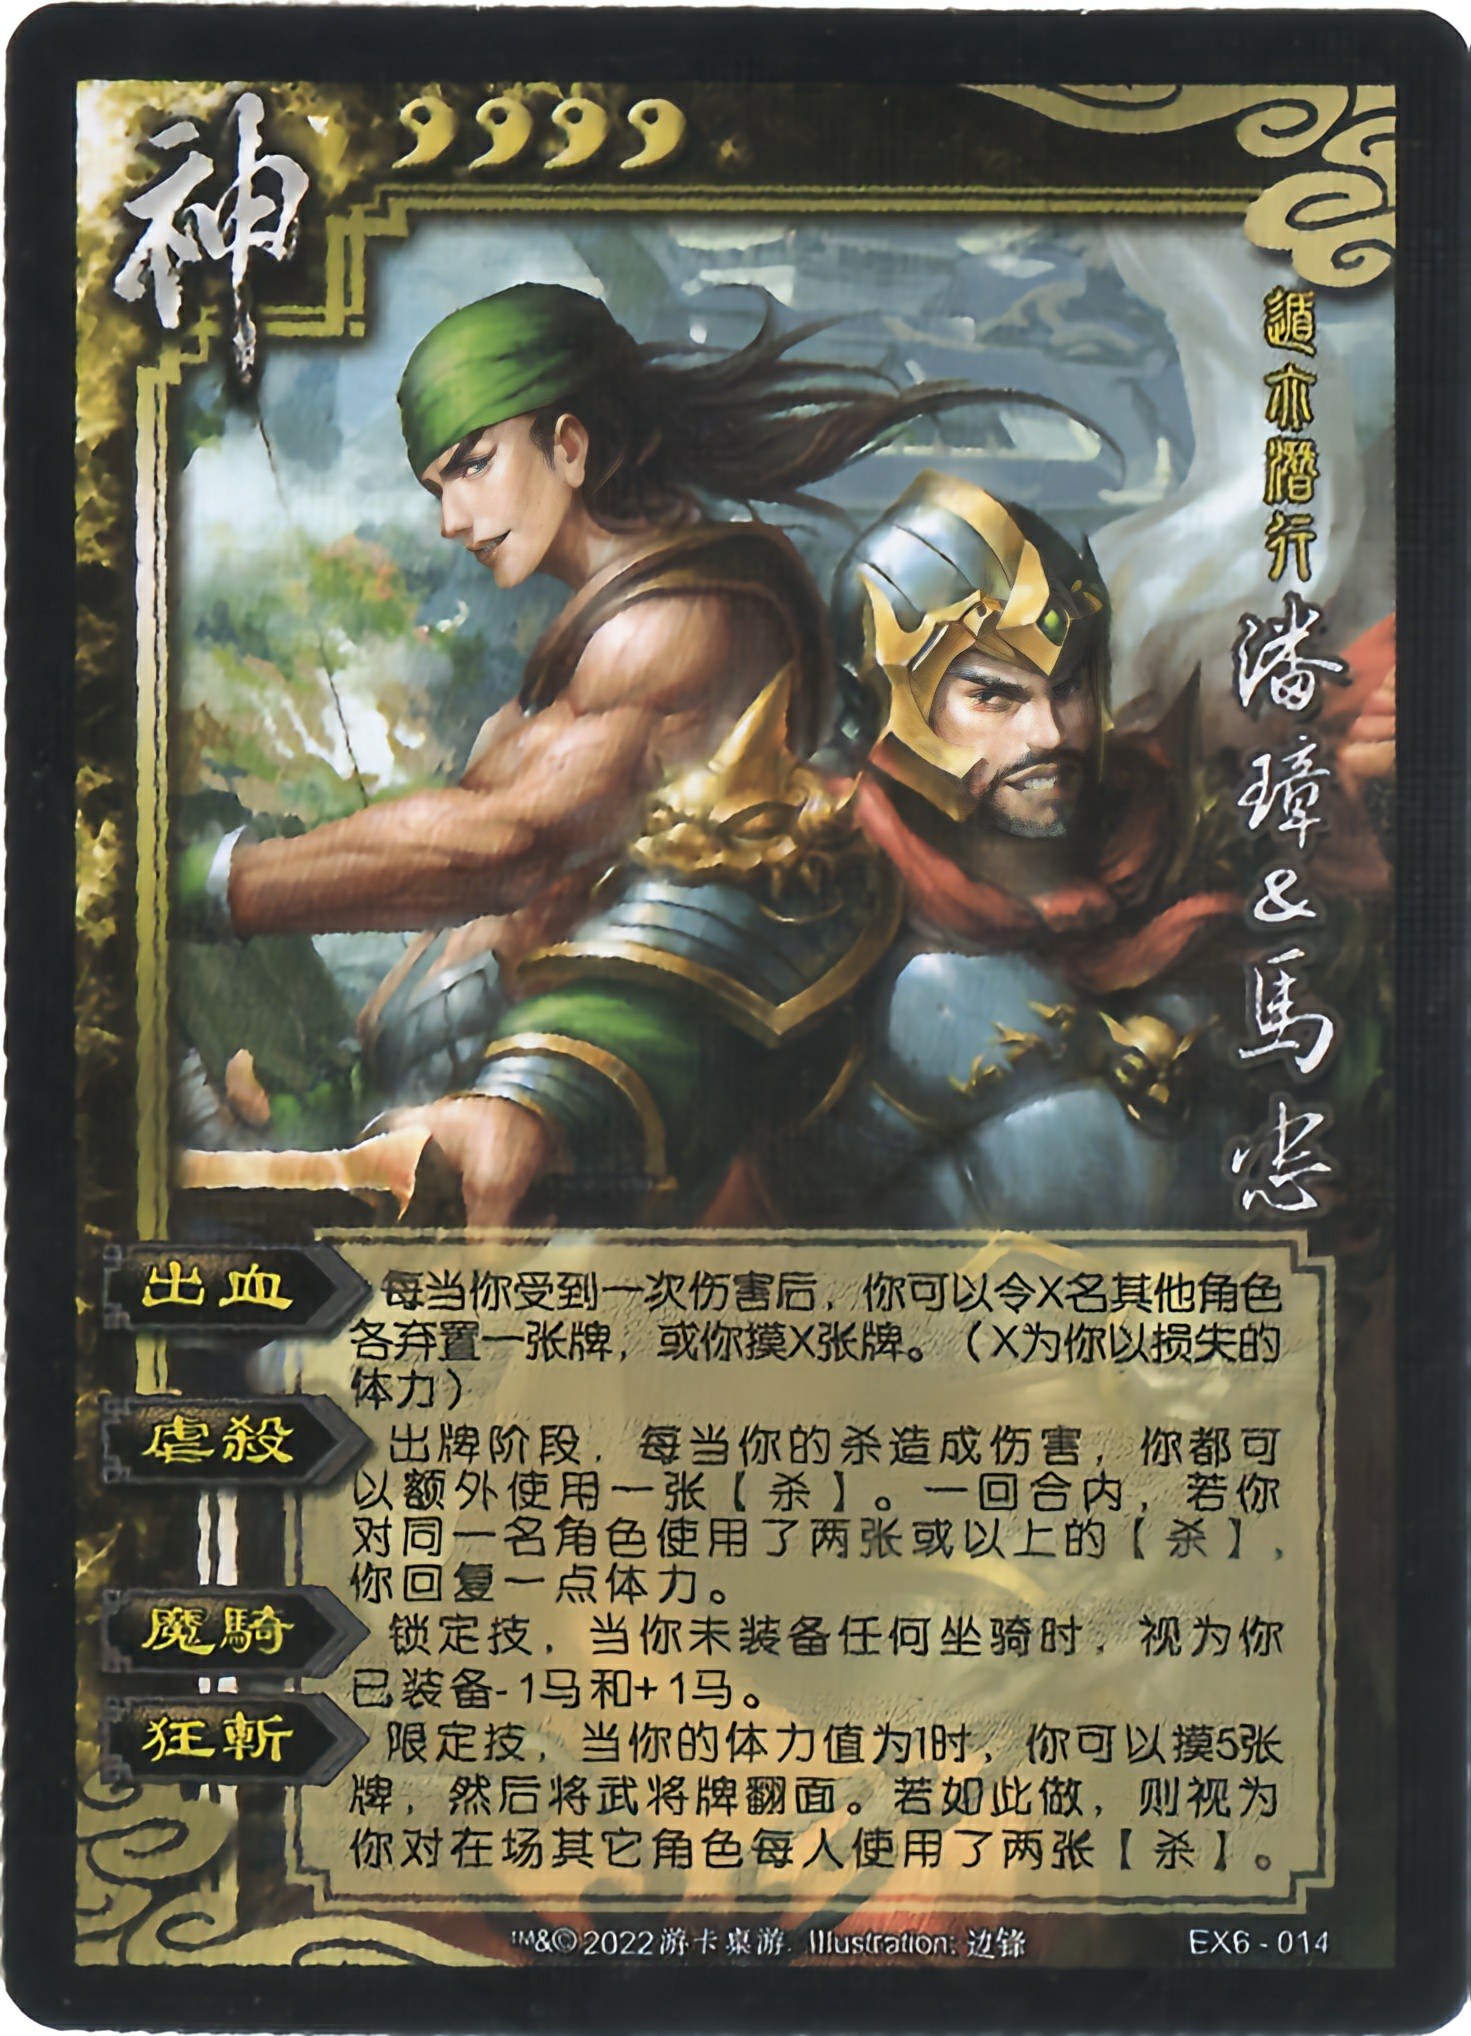 神
遁亦潜行
潘璋&馬忠
出血
每当你受到一次伤害后，你可以令X名其他角色
各弃置一张牌，或你摸X张牌。（X为你以损失的
体力）
虐殺
出牌阶段，每当你的杀造成伤害，你都可
以额外使用一张【杀】。一回合内，若你
对同一名角色使用了两张或以上的【杀】，
你回复一点体力。
魔騎
锁定技，当你未装备任何坐骑时，视为你
已装备-1马和+1马。
狂斬
限定技，当你的体力值为1时，你可以摸5张
牌，然后将武将牌翻面。若如此做，则视为
你对在场其它角色每人使用了两张【杀】。
™&©2022游卡桌游. Illustration: 边锋
EX6-014